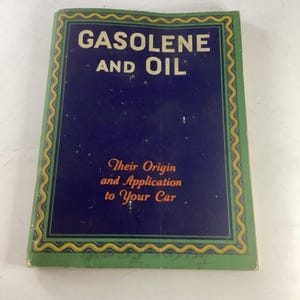 GASOLENE
AND OIL
Their Origin
and Application
to Your Car